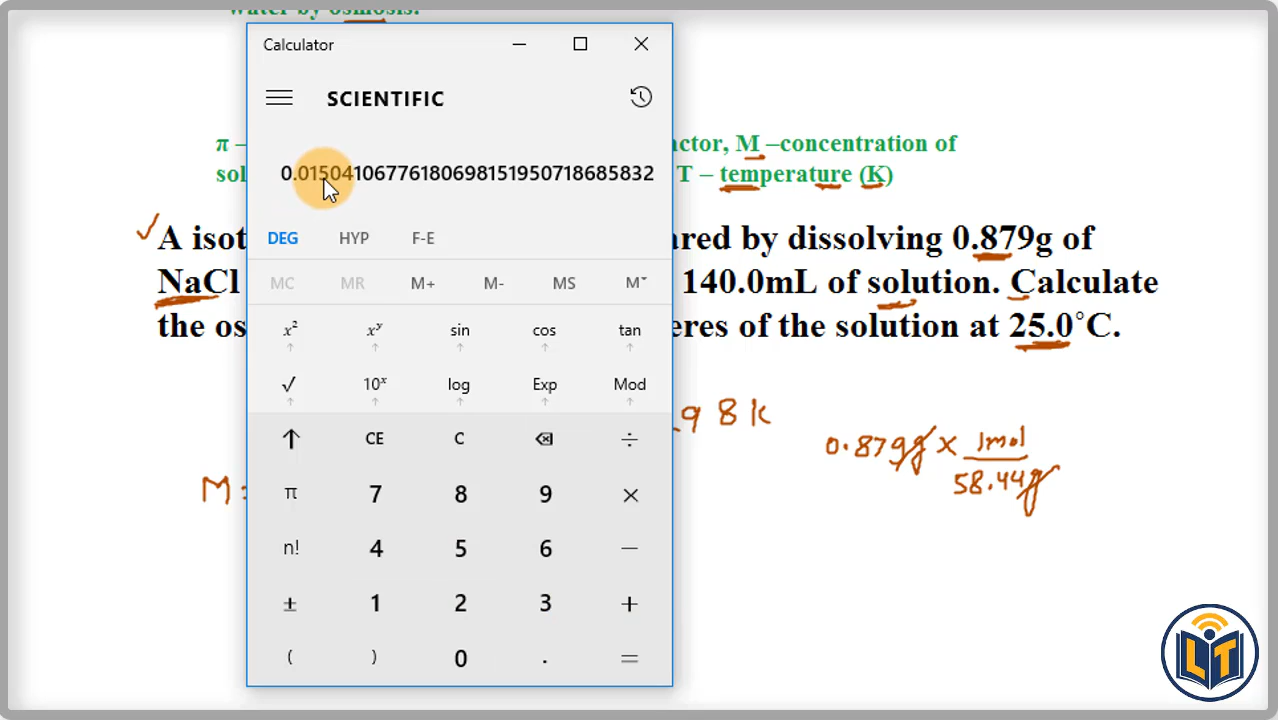 water by osmosis.
Calculator
SCIENTIFIC
0.01504106776180698151950718685832
π –
actor, M –concentration of
sol
T – temperature (K)
DEG HYP F-E
A isot
ared by dissolving 0.879g of
MC MR M+ M- MS M˅
NaCl
140.0mL of solution. Calculate
the os
eres of the solution at 25.0°C.
x² xʸ sin cos tan
√ 10ˣ log Exp Mod
98 K
0.879g × 1mol
58.44g
↑ CE C ⌫ ÷
M =
π 7 8 9 ×
n! 4 5 6 −
± 1 2 3 +
( ) 0 . =
LT